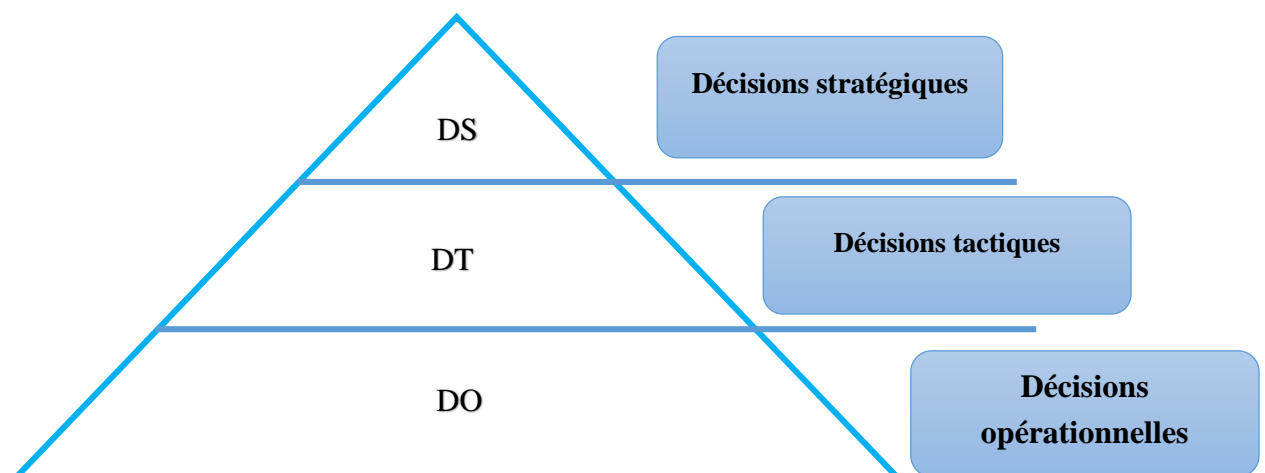 Décisions stratégiques
DS
Décisions tactiques
DT
Décisions
opérationnelles
DO